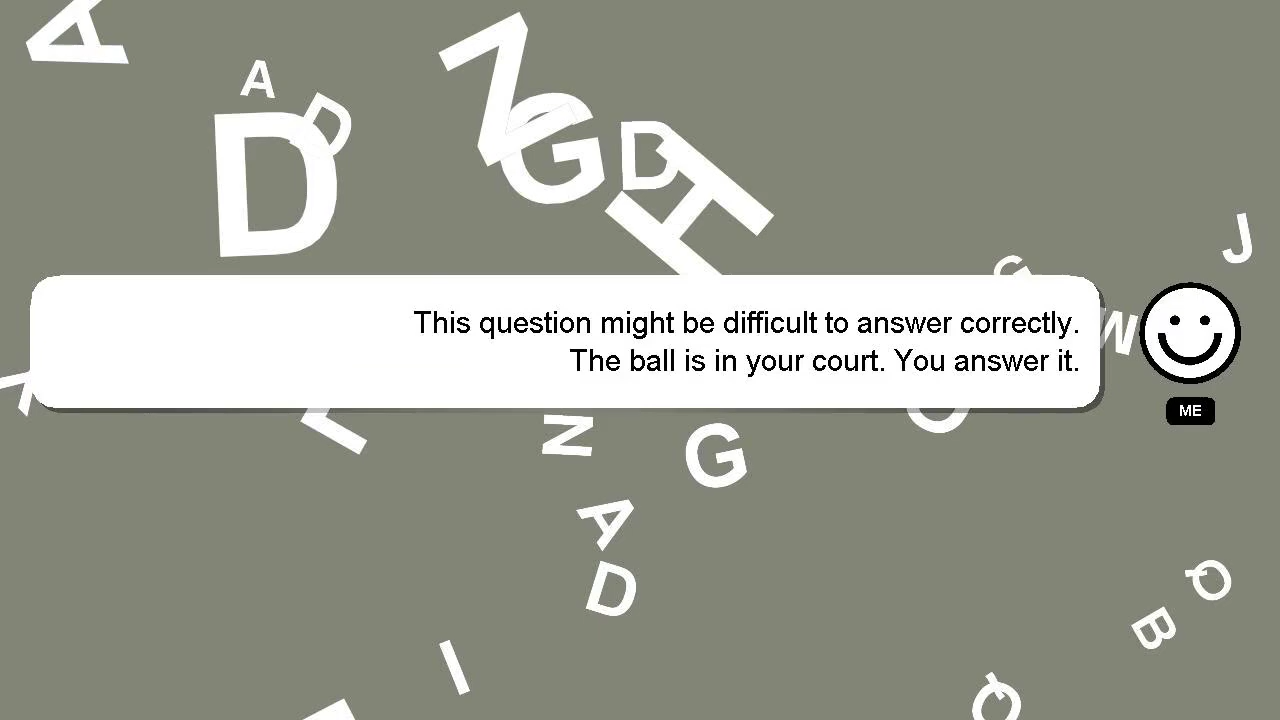 A
A
D
D
Z
G
D
H
J
G
This question might be difficult to answer correctly.
The ball is in your court. You answer it.
W
ME
N
G
A
D
Q
B
I
Q